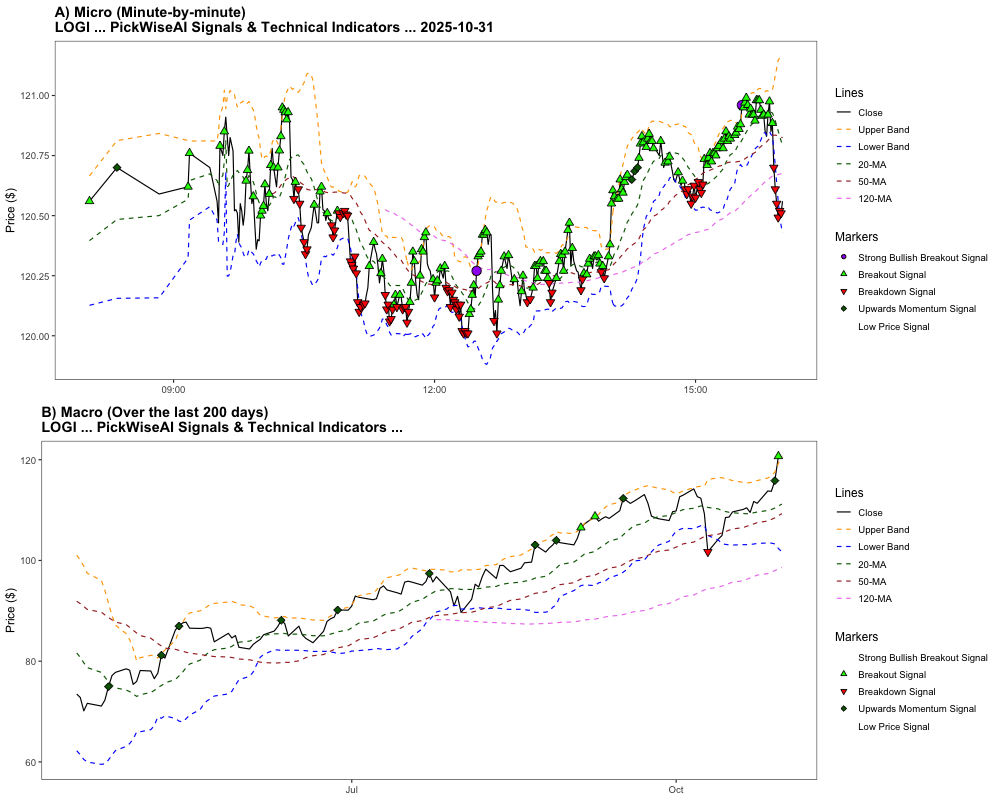 A) Micro (Minute-by-minute)
LOGI ... PickWiseAI Signals & Technical Indicators ... 2025-10-31
Price ($)
121.00
120.75
120.50
120.25
120.00
09:00
12:00
15:00
Lines
Close
Upper Band
Lower Band
20-MA
50-MA
120-MA
Markers
Strong Bullish Breakout Signal
Breakout Signal
Breakdown Signal
Upwards Momentum Signal
Low Price Signal
B) Macro (Over the last 200 days)
LOGI ... PickWiseAI Signals & Technical Indicators ...
Price ($)
120
100
80
60
Jul
Oct
Lines
Close
Upper Band
Lower Band
20-MA
50-MA
120-MA
Markers
Strong Bullish Breakout Signal
Breakout Signal
Breakdown Signal
Upwards Momentum Signal
Low Price Signal